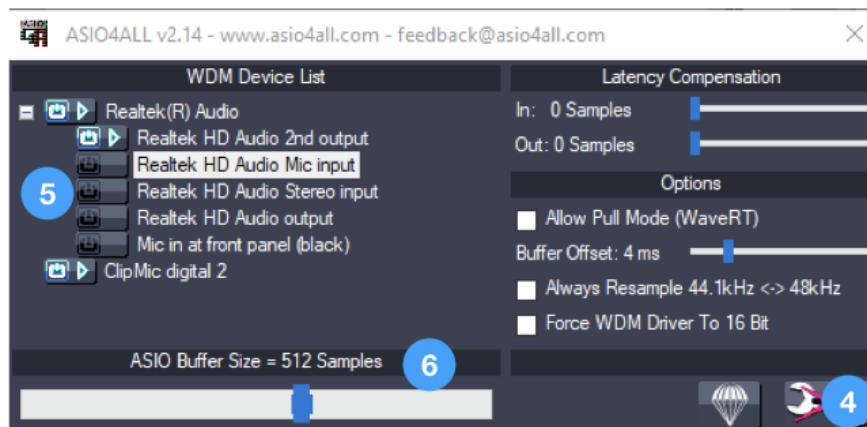 ASIO4ALL v2.14 - www.asio4all.com - feedback@asio4all.com
WDM Device List
Realtek(R) Audio
Realtek HD Audio 2nd output
Realtek HD Audio Mic input
5
Realtek HD Audio Stereo input
Realtek HD Audio output
Mic in at front panel (black)
ClipMic digital 2
ASIO Buffer Size = 512 Samples
6
Latency Compensation
In: 0 Samples
Out: 0 Samples
Options
Allow Pull Mode (WaveRT)
Buffer Offset: 4 ms
Always Resample 44.1kHz <-> 48kHz
Force WDM Driver To 16 Bit
4